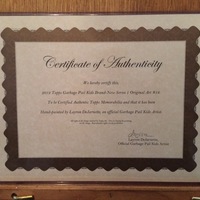 Certificate of Authenticity
We hereby certify this
2012 Topps Garbage Pail Kids Brand New Series 1 Original Art
To be Certified Authentic Topps Memorabilia and that it has been
Hand-painted by Layron DeJarnette, an official Garbage Pail Kids Artist
Layron DeJarnette
Official Garbage Pail Kids Artist